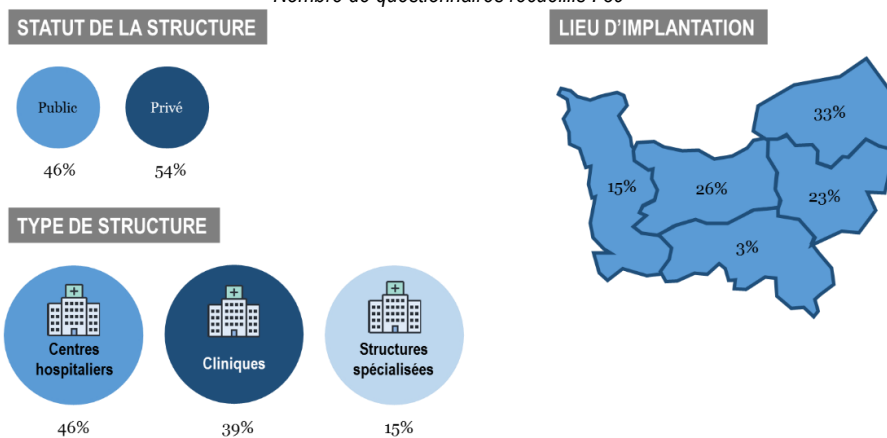 STATUT DE LA STRUCTURE
Public
Privé
46%
54%
TYPE DE STRUCTURE
Centres
hospitaliers
Cliniques
Structures
spécialisées
46%
39%
15%
LIEU D'IMPLANTATION
33%
15%
26%
23%
3%